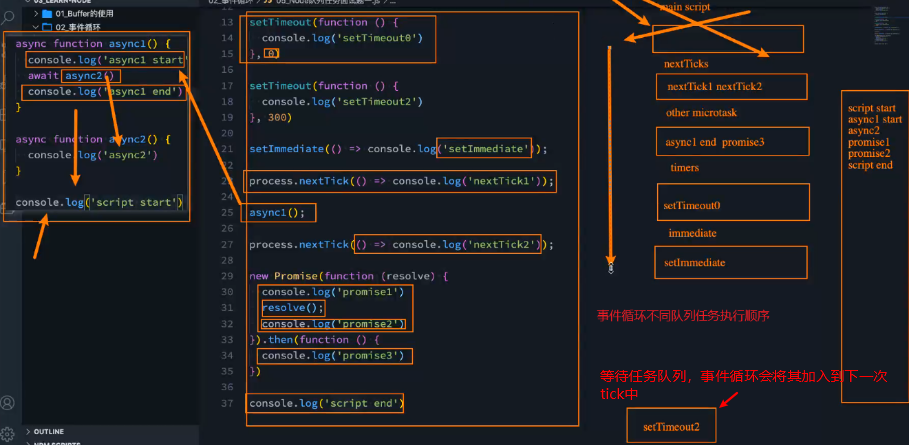 03_LEARN-NODE
01_Buffer的使用
02_事件循环
async function async1() {
console.log('async1 start
await async2()
console.log('async1 end')
}
async function async2() {
console.log('async2')
}
console.log('script start')
OUTLINE
13 setTimeout(function () {
14 console.log('setTimeout0')
15 }, 0)
16
17 setTimeout(function () {
18 console.log('setTimeout2')
19 }, 300)
20
21 setImmediate(() => console.log('setImmediate'));
22
23 process.nextTick(() => console.log('nextTick1'));
24
25 async1();
26
27 process.nextTick(() => console.log('nextTick2'));
28
29 new Promise(function (resolve) {
30 console.log('promise1')
31 resolve();
32 console.log('promise2')
33 }).then(function () {
34 console.log('promise3')
35 })
36
37 console.log('script end')
main script
nextTicks
nextTick1 nextTick2
other microtask
async1 end promise3
timers
setTimeout0
immediate
setImmediate
事件循环不同队列任务执行顺序
等待任务队列，事件循环会将其加入到下一次
tick中
setTimeout2
script start
async1 start
async2
promise1
promise2
script end